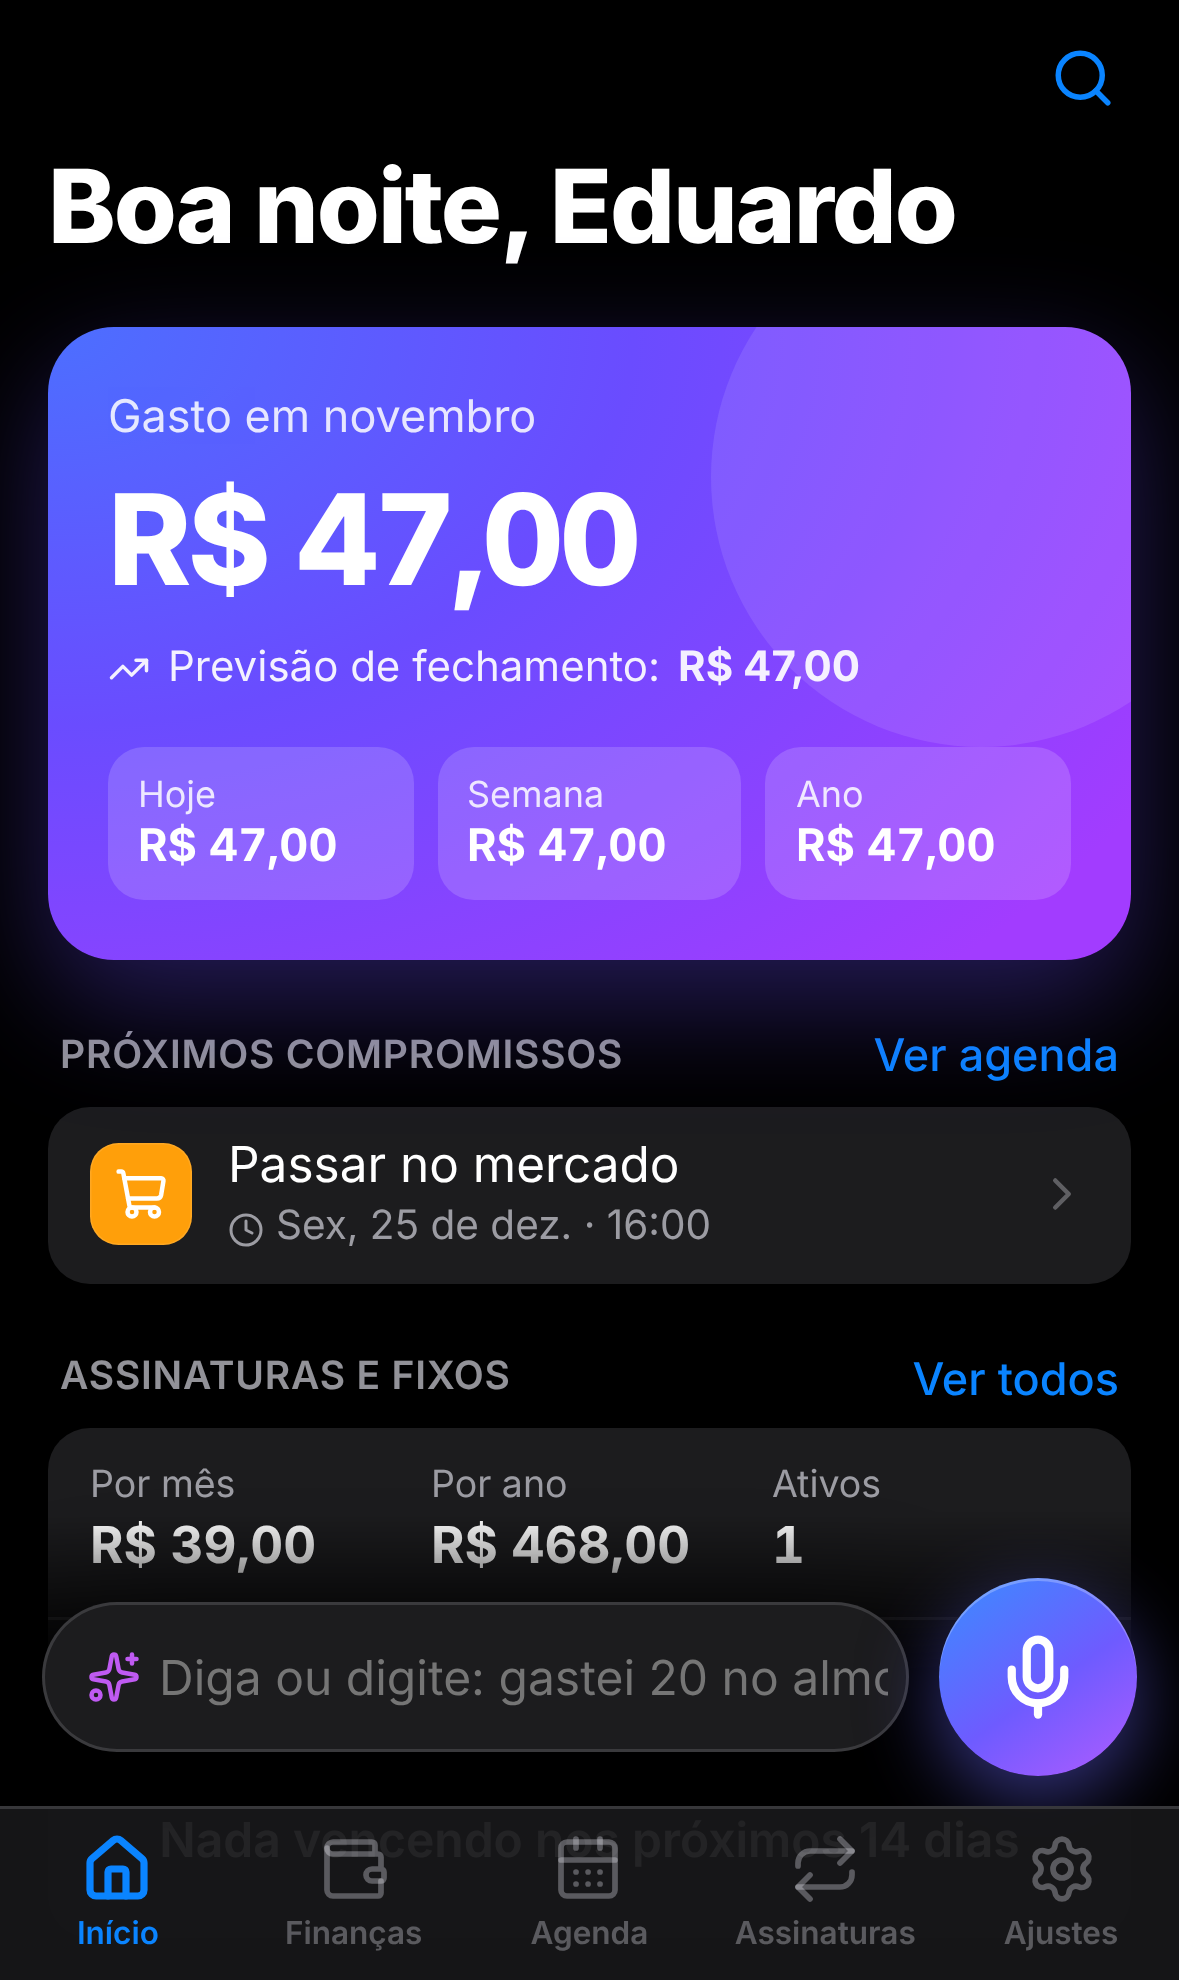 Boa noite, Eduardo
Gasto em novembro
R$ 47,00
Previsão de fechamento: R$ 47,00
Hoje
R$ 47,00
Semana
R$ 47,00
Ano
R$ 47,00
PRÓXIMOS COMPROMISSOS
Ver agenda
Passar no mercado
Sex, 25 de dez. · 16:00
ASSINATURAS E FIXOS
Ver todos
Por mês
R$ 39,00
Por ano
R$ 468,00
Ativos
1
Diga ou digite: gastei 20 no almo
Nada vencendo nos próximos 14 dias
Início
Finanças
Agenda
Assinaturas
Ajustes